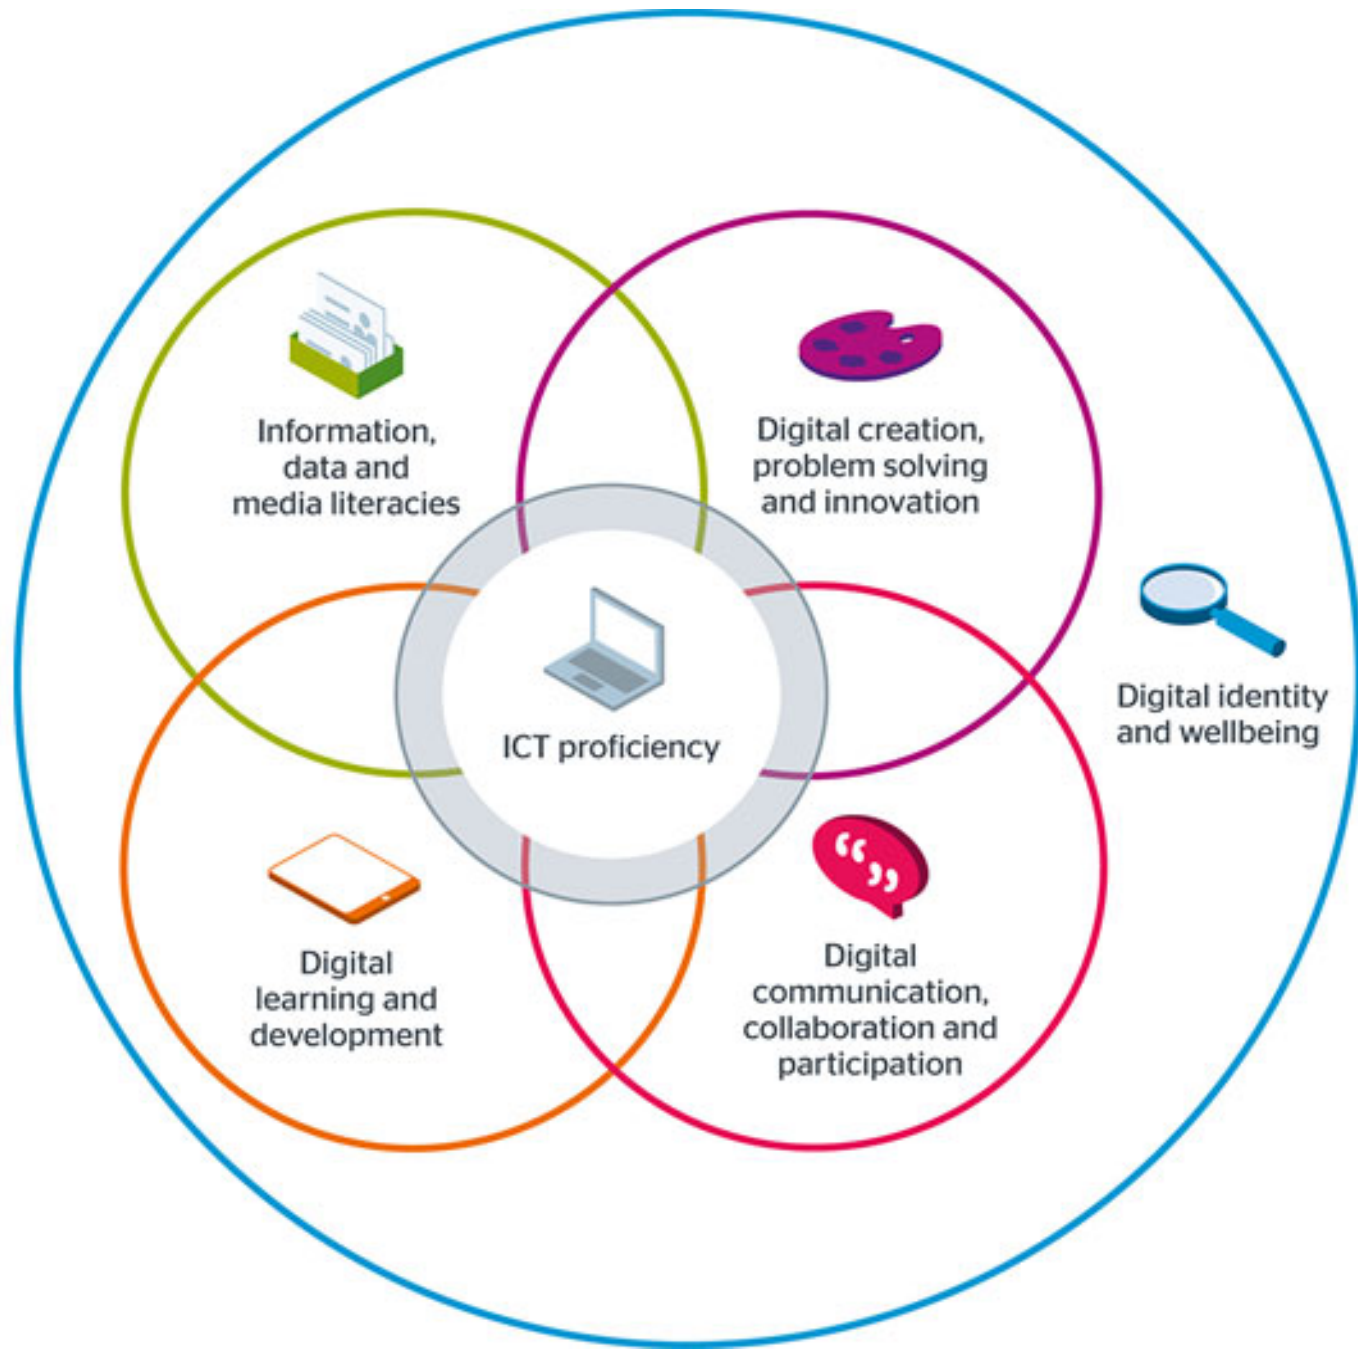 Information,
data and
media literacies
Digital creation,
problem solving
and innovation
ICT proficiency
Digital identity
and wellbeing
Digital
learning and
development
Digital
communication,
collaboration and
participation